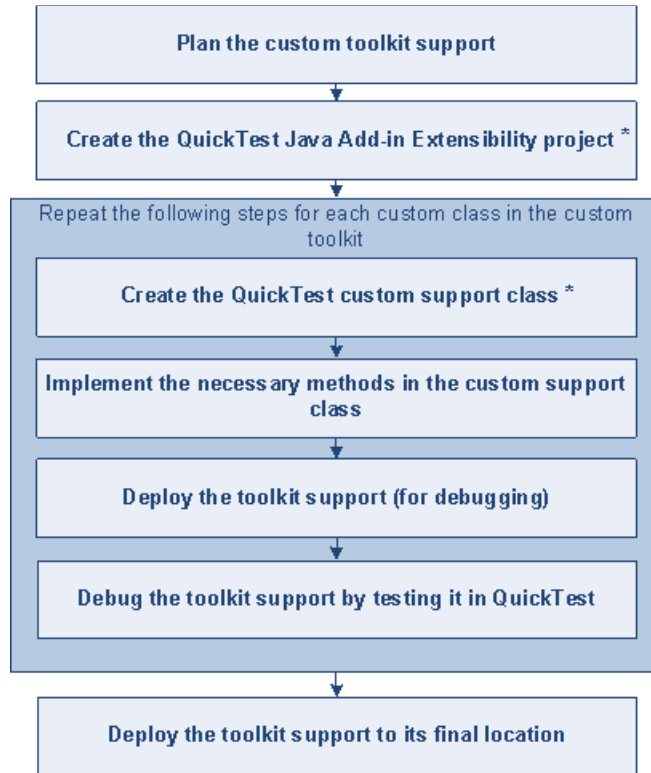 Plan the custom toolkit support
Create the QuickTest Java Add-in Extensibility project *
Repeat the following steps for each custom class in the custom
toolkit
Create the QuickTest custom support class *
Implement the necessary methods in the custom support
class
Deploy the toolkit support (for debugging)
Debug the toolkit support by testing it in QuickTest
Deploy the toolkit support to its final location